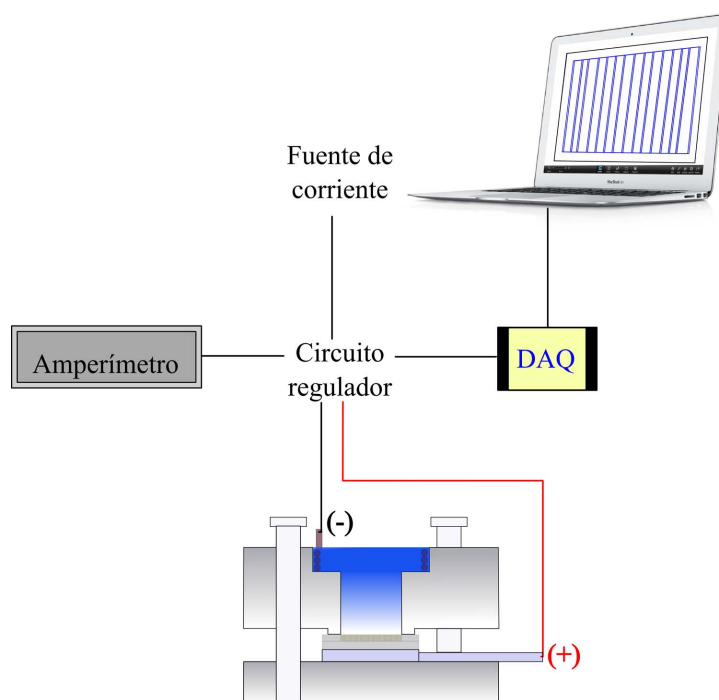 Fuente de
corriente
Amperímetro
Circuito
regulador
DAQ
(-)
(+)